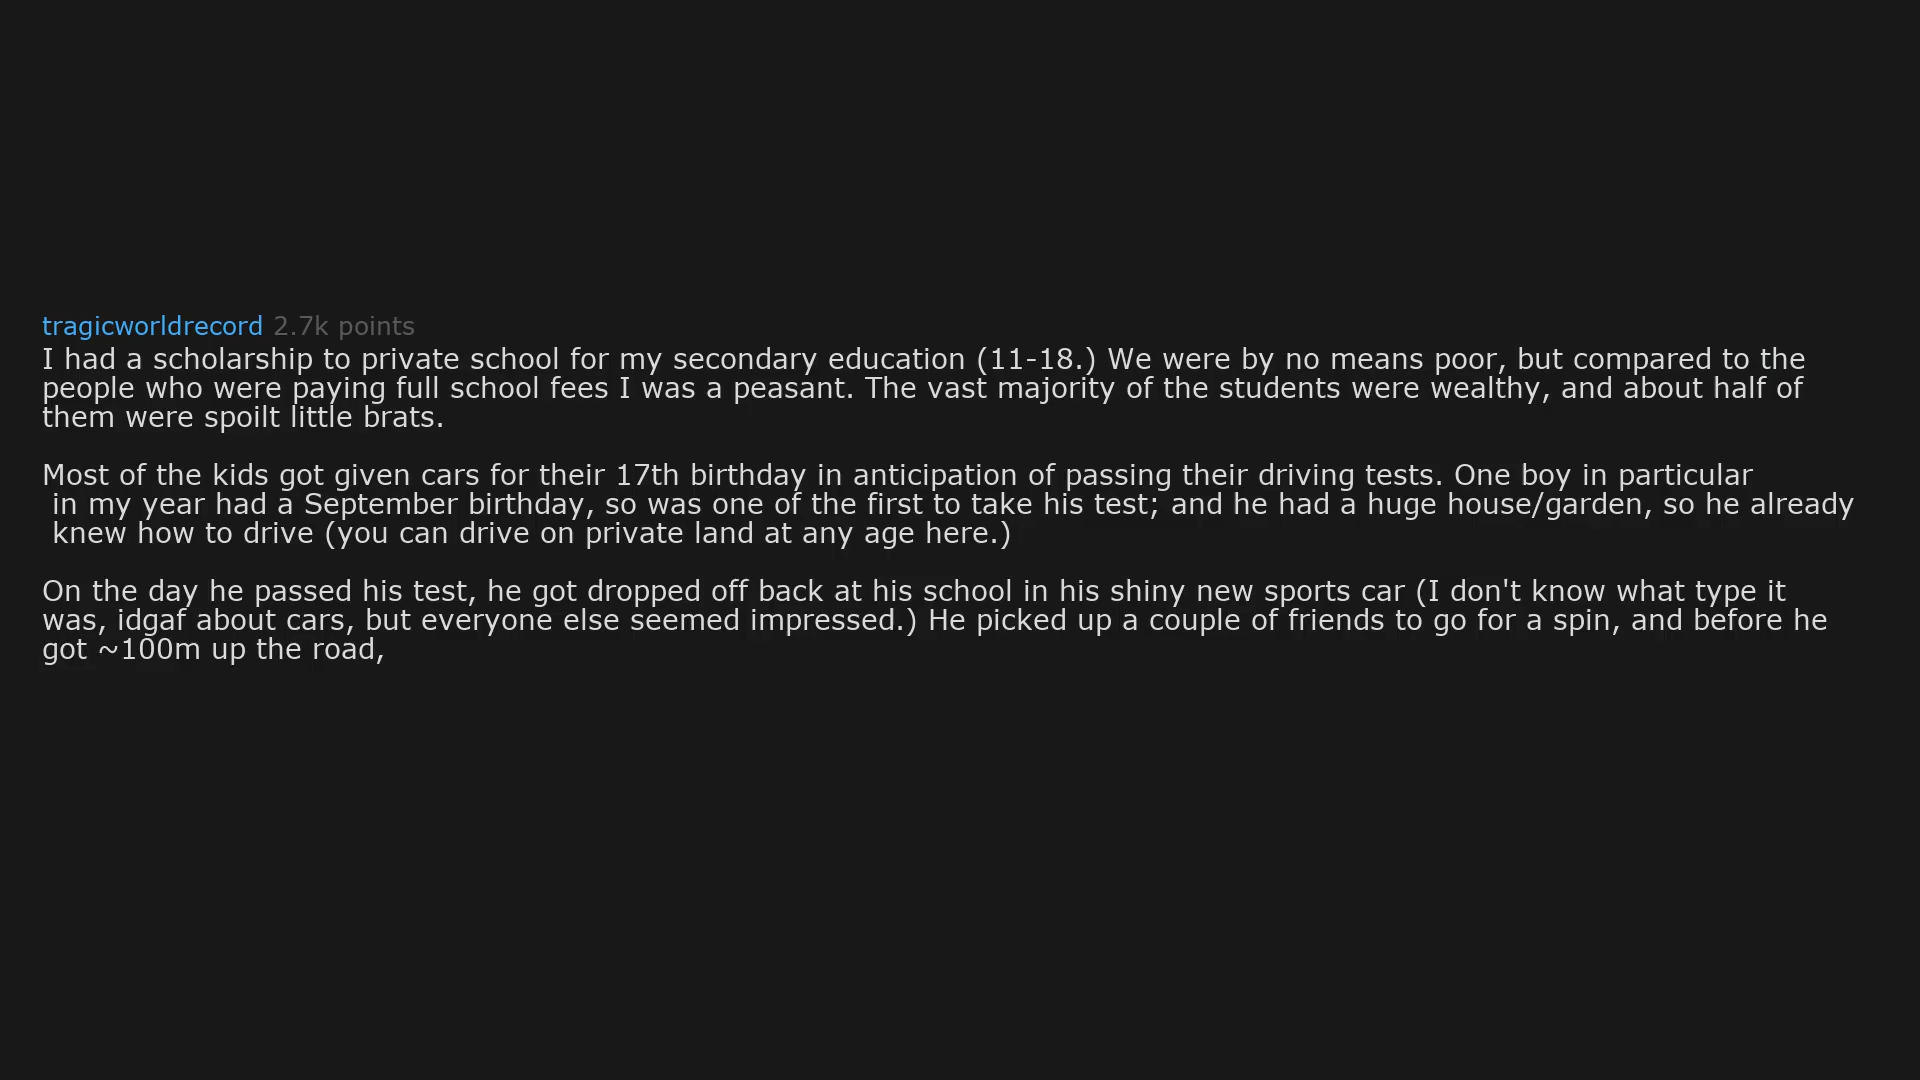 tragicworldrecord 2.7k points
I had a scholarship to private school for my secondary education (11-18.) We were by no means poor, but compared to the
people who were paying full school fees I was a peasant. The vast majority of the students were wealthy, and about half of
them were spoilt little brats.
Most of the kids got given cars for their 17th birthday in anticipation of passing their driving tests. One boy in particular
in my year had a September birthday, so was one of the first to take his test; and he had a huge house/garden, so he already
knew how to drive (you can drive on private land at any age here.)
On the day he passed his test, he got dropped off back at his school in his shiny new sports car (I don't know what type it
was, idgaf about cars, but everyone else seemed impressed.) He picked up a couple of friends to go for a spin, and before he
got ~100m up the road,